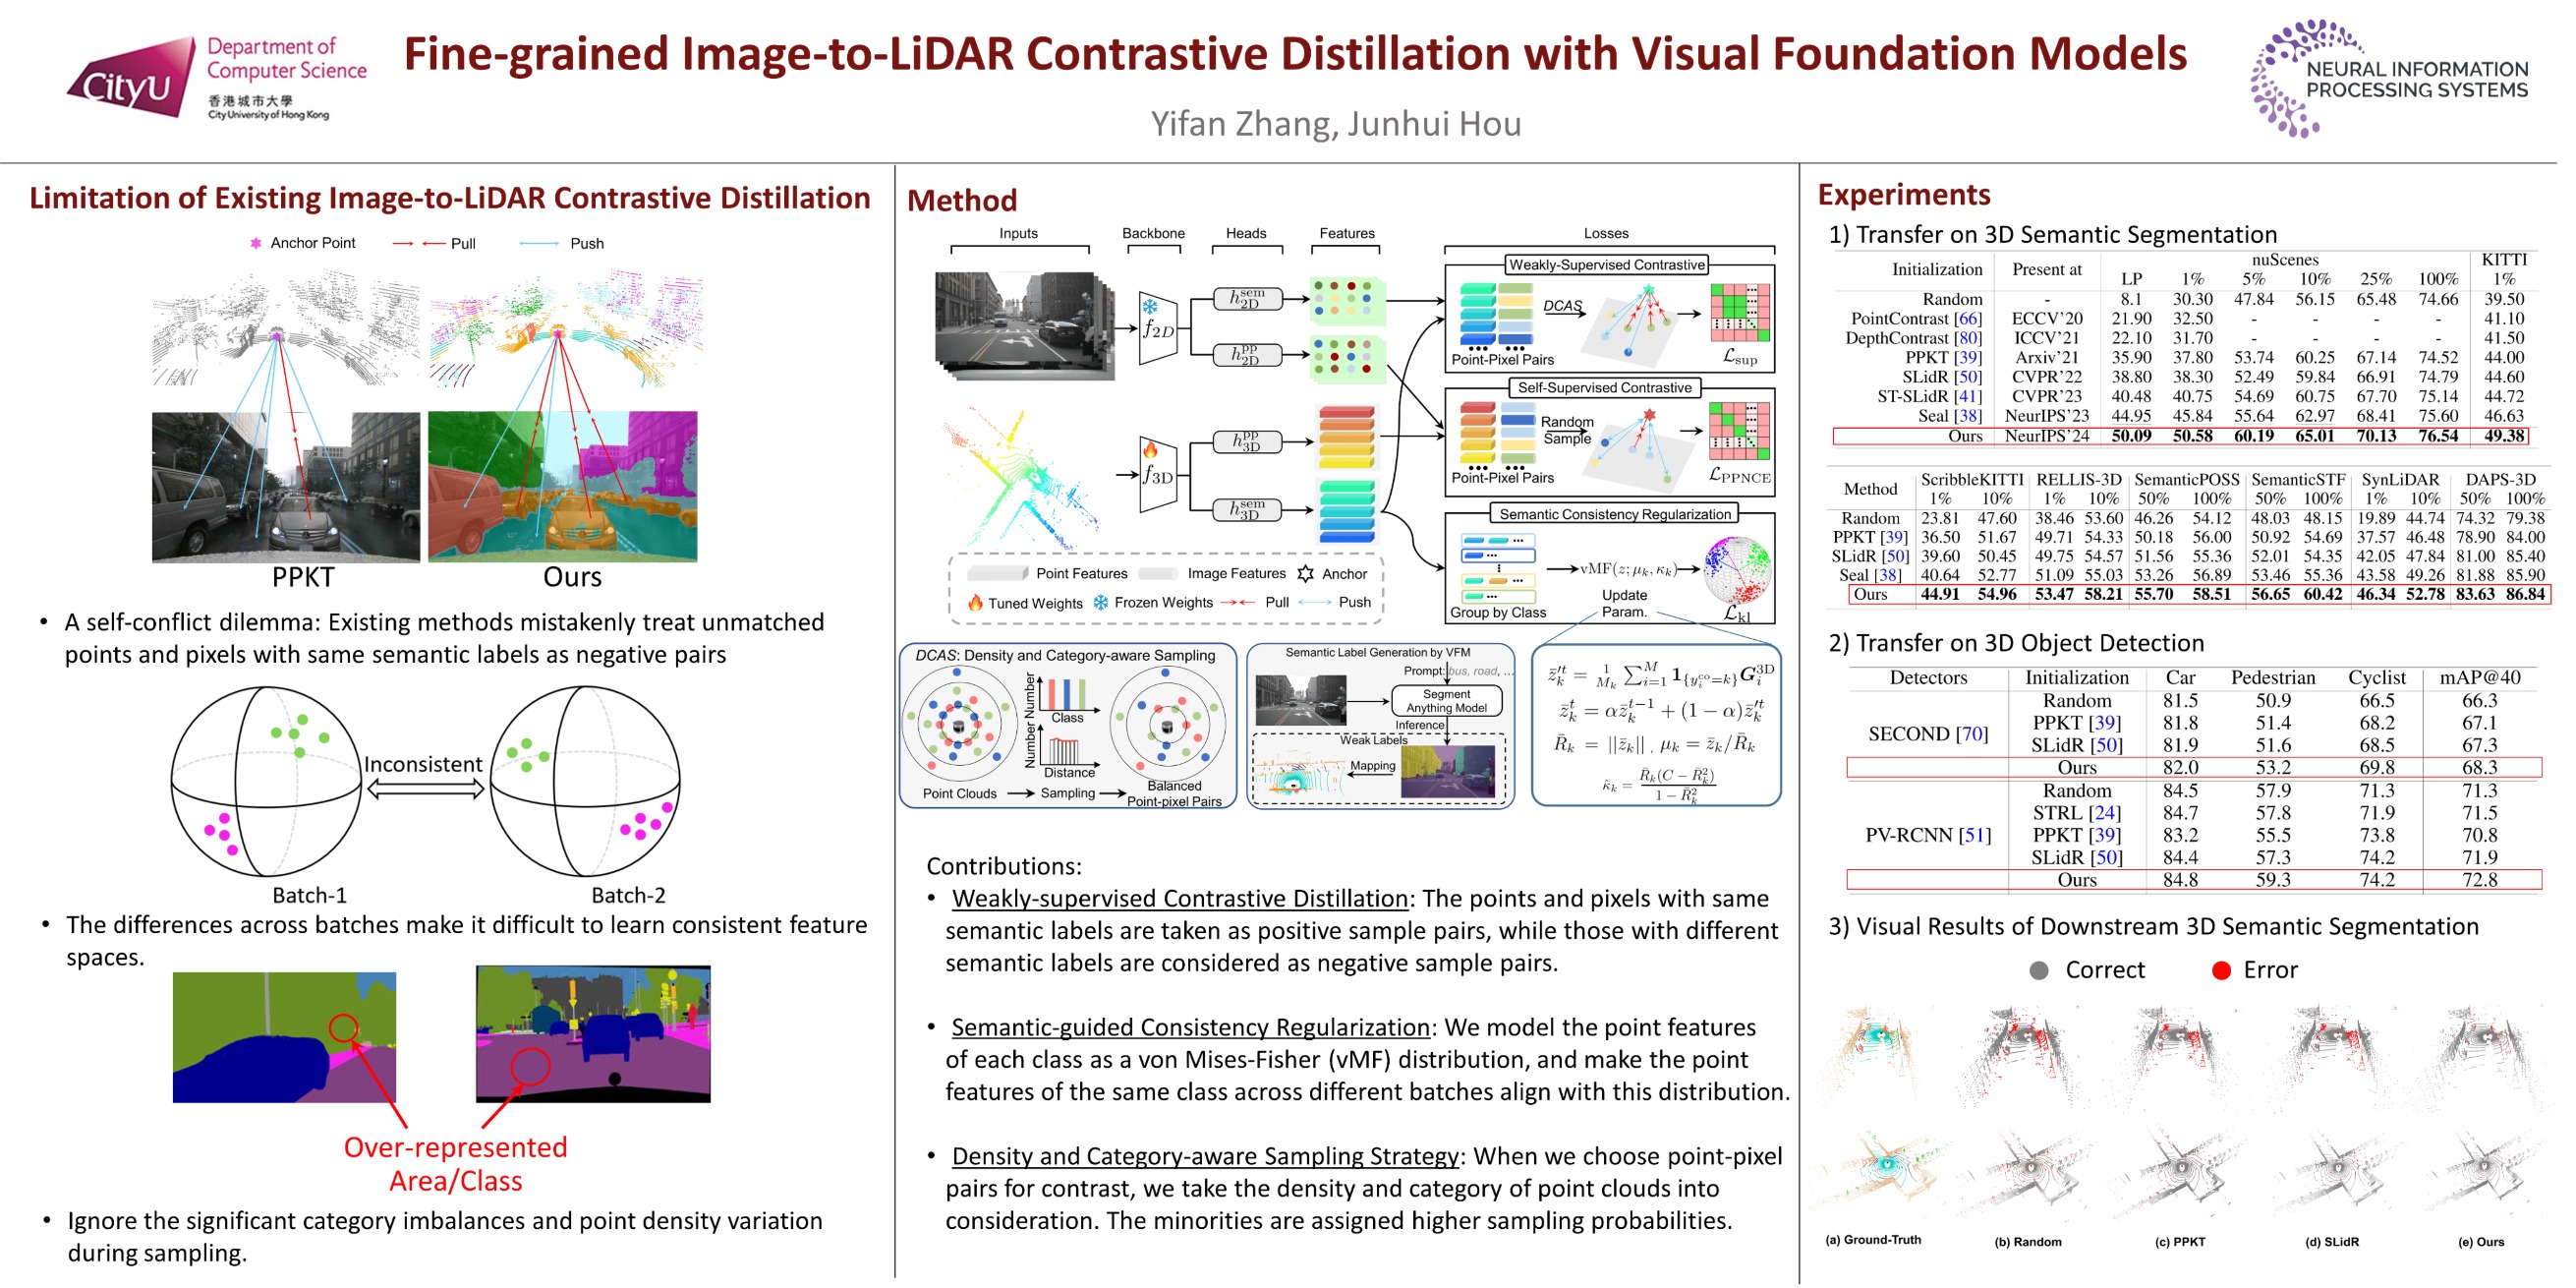 CityU
Department of
Computer Science
香港城市大學
City University of Hong Kong
Fine-grained Image-to-LiDAR Contrastive Distillation with Visual Foundation Models
Yifan Zhang, Junhui Hou
NEURAL INFORMATION
PROCESSING SYSTEMS
Limitation of Existing Image-to-LiDAR Contrastive Distillation
Anchor Point Pull Push
PPKT Ours
• A self-conflict dilemma: Existing methods mistakenly treat unmatched
points and pixels with same semantic labels as negative pairs
Inconsistent
Batch-1 Batch-2
• The differences across batches make it difficult to learn consistent feature
spaces.
Over-represented
Area/Class
• Ignore the significant category imbalances and point density variation
during sampling.
Method
Inputs Backbone Heads Features Losses
f_{2D}
h_{2D}^{sem}
h_{2D}^{pp}
f_{3D}
h_{3D}^{pp}
h_{3D}^{sem}
Weakly-Supervised Contrastive
DCAS
Point-Pixel Pairs
L_{sup}
Self-Supervised Contrastive
Random
Sample
Point-Pixel Pairs
L_{PPNCE}
Semantic Consistency Regularization
vMF(z; μ_k, κ_k)
Update
Param.
Group by Class
L_{kl}
Point Features Image Features Anchor
Tuned Weights Frozen Weights Pull Push
DCAS: Density and Category-aware Sampling
Number
Class
Number
Distance
Point Clouds Sampling Balanced
Point-pixel Pairs
Semantic Label Generation by VFM
Prompt: bus, road, ...
Segment
Anything Model
Inference
Weak Labels
Mapping
z̄'^t_k = 1/M_k ∑_{i=1}^{M} 1_{{y_i^{co}=k}} G_i^{3D}
z̄^t_k = αz̄^{t−1}_k + (1 − α)z̄'^t_k
R̄_k = ||z̄_k|| , μ_k = z̄_k/R̄_k
κ̂_k = R̄_k(C − R̄_k^2) / 1 − R̄_k^2
Contributions:
• Weakly-supervised Contrastive Distillation: The points and pixels with same
semantic labels are taken as positive sample pairs, while those with different
semantic labels are considered as negative sample pairs.
• Semantic-guided Consistency Regularization: We model the point features
of each class as a von Mises-Fisher (vMF) distribution, and make the point
features of the same class across different batches align with this distribution.
• Density and Category-aware Sampling Strategy: When we choose point-pixel
pairs for contrast, we take the density and category of point clouds into
consideration. The minorities are assigned higher sampling probabilities.
Experiments
1) Transfer on 3D Semantic Segmentation
Initialization Present at nuScenes KITTI
LP 1% 5% 10% 25% 100% 1%
Random - 8.1 30.30 47.84 56.15 65.48 74.66 39.50
PointContrast [66] ECCV'20 21.90 32.50 - - - - 41.10
DepthContrast [80] ICCV'21 22.10 31.70 - - - - 41.50
PPKT [39] Arxiv'21 35.90 37.80 53.74 60.25 67.14 74.52 44.00
SLidR [50] CVPR'22 38.80 38.30 52.49 59.84 66.91 74.79 44.60
ST-SLidR [41] CVPR'23 40.48 40.75 54.69 60.75 67.70 75.14 44.72
Seal [38] NeurIPS'23 44.95 45.84 55.64 62.97 68.41 75.60 46.63
Ours NeurIPS'24 50.09 50.58 60.19 65.01 70.13 76.54 49.38
Method ScribbleKITTI RELLIS-3D SemanticPOSS SemanticSTF SynLiDAR DAPS-3D
1% 10% 1% 10% 50% 100% 50% 100% 1% 10% 50% 100%
Random 23.81 47.60 38.46 53.60 46.26 54.12 48.03 48.15 19.89 44.74 74.32 79.38
PPKT [39] 36.50 51.67 49.71 54.33 50.18 56.00 50.92 54.69 37.57 46.48 78.90 84.00
SLidR [50] 39.60 50.45 49.75 54.57 51.56 55.36 52.01 54.35 42.05 47.84 81.00 85.40
Seal [38] 40.64 52.77 51.09 55.03 53.26 56.89 53.46 55.36 43.58 49.26 81.88 85.90
Ours 44.91 54.96 53.47 58.21 55.70 58.51 56.65 60.42 46.34 52.78 83.63 86.84
2) Transfer on 3D Object Detection
Detectors Initialization Car Pedestrian Cyclist mAP@40
SECOND [70]
Random 81.5 50.9 66.5 66.3
PPKT [39] 81.8 51.4 68.2 67.1
SLidR [50] 81.9 51.6 68.5 67.3
Ours 82.0 53.2 69.8 68.3
PV-RCNN [51]
Random 84.5 57.9 71.3 71.3
STRL [24] 84.7 57.8 71.9 71.5
PPKT [39] 83.2 55.5 73.8 70.8
SLidR [50] 84.4 57.3 74.2 71.9
Ours 84.8 59.3 74.2 72.8
3) Visual Results of Downstream 3D Semantic Segmentation
Correct Error
(a) Ground-Truth (b) Random (c) PPKT (d) SLidR (e) Ours